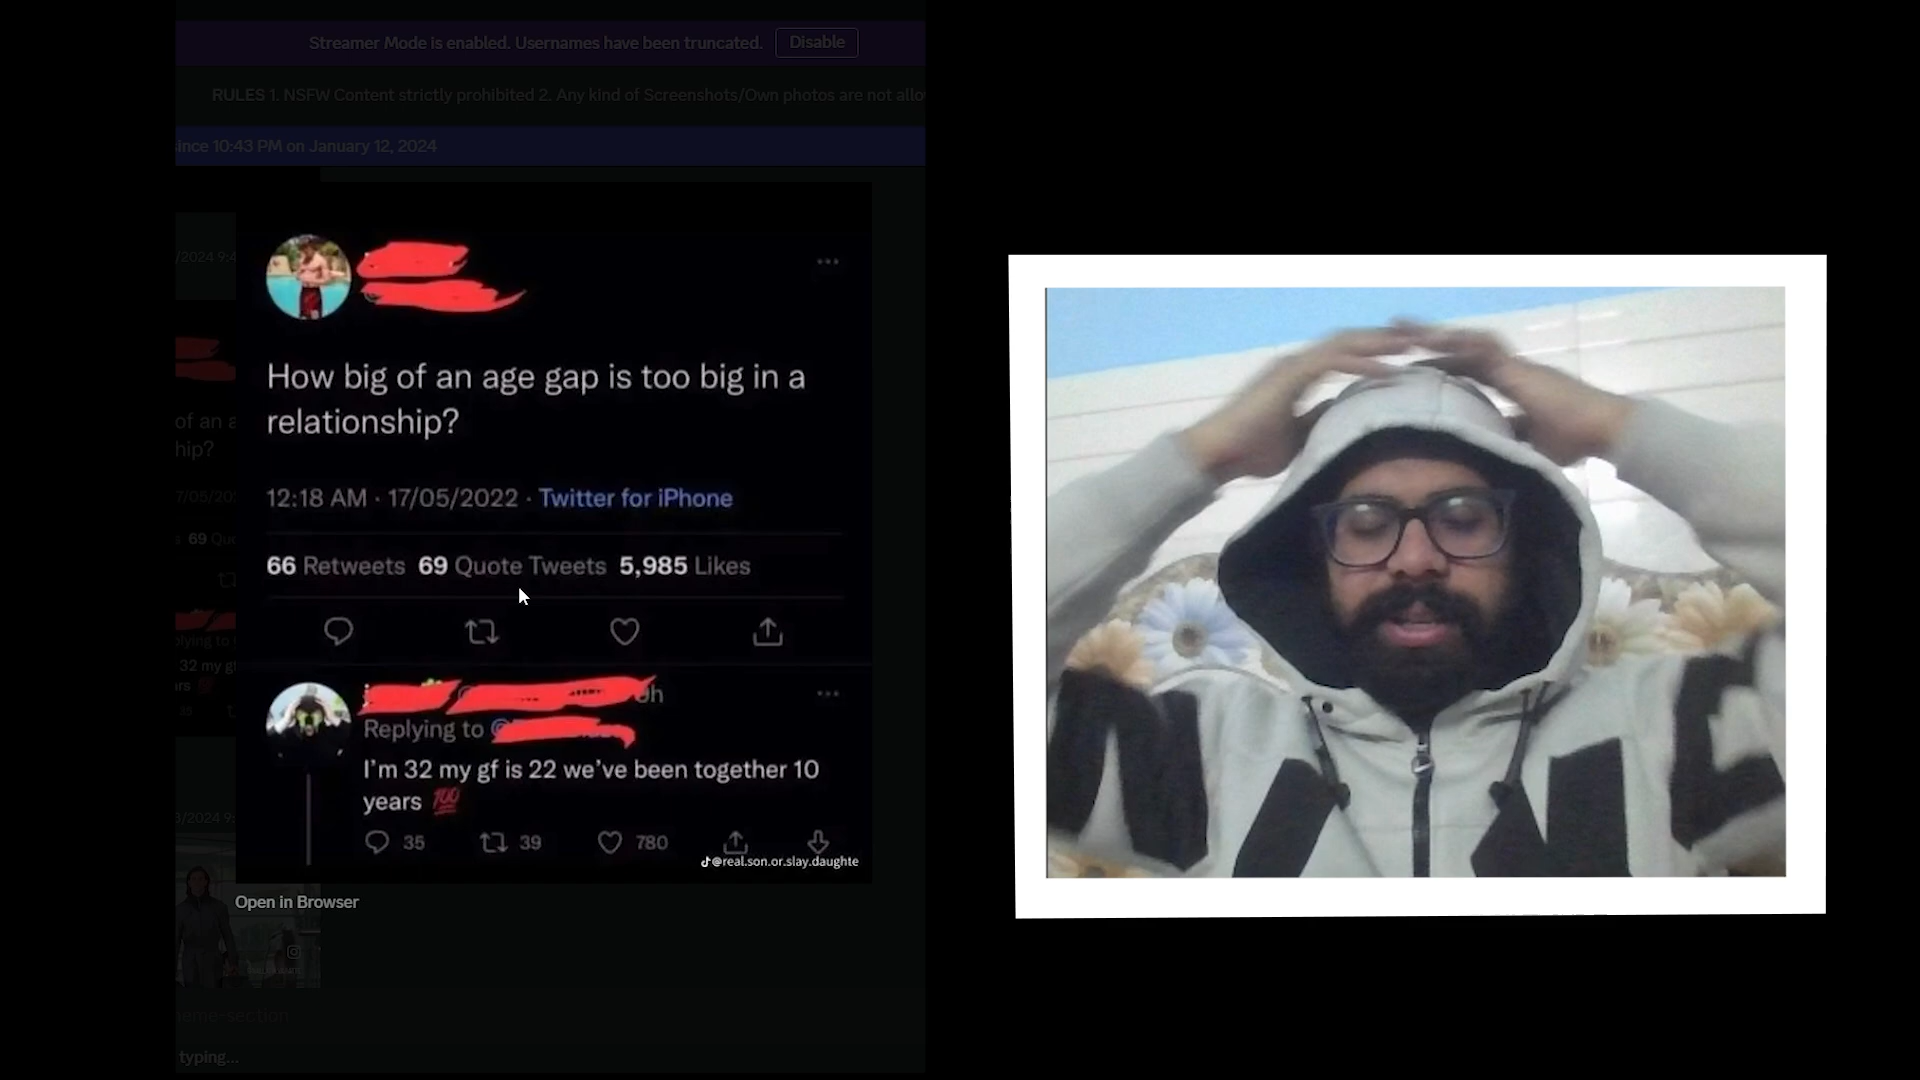 Streamer Mode is enabled. Usernames have been truncated. Disable
RULES 1. NSFW Content strictly prohibited 2. Any kind of Screenshots/Own photos are not allo
since 10:43 PM on January 12, 2024
How big of an age gap is too big in a
relationship?
12:18 AM · 17/05/2022 · Twitter for iPhone
66 Retweets 69 Quote Tweets 5,985 Likes
Replying to @
I'm 32 my gf is 22 we've been together 10
years 💯
35 39 780
@real.son.or.slay.daughte
Open in Browser
typing...